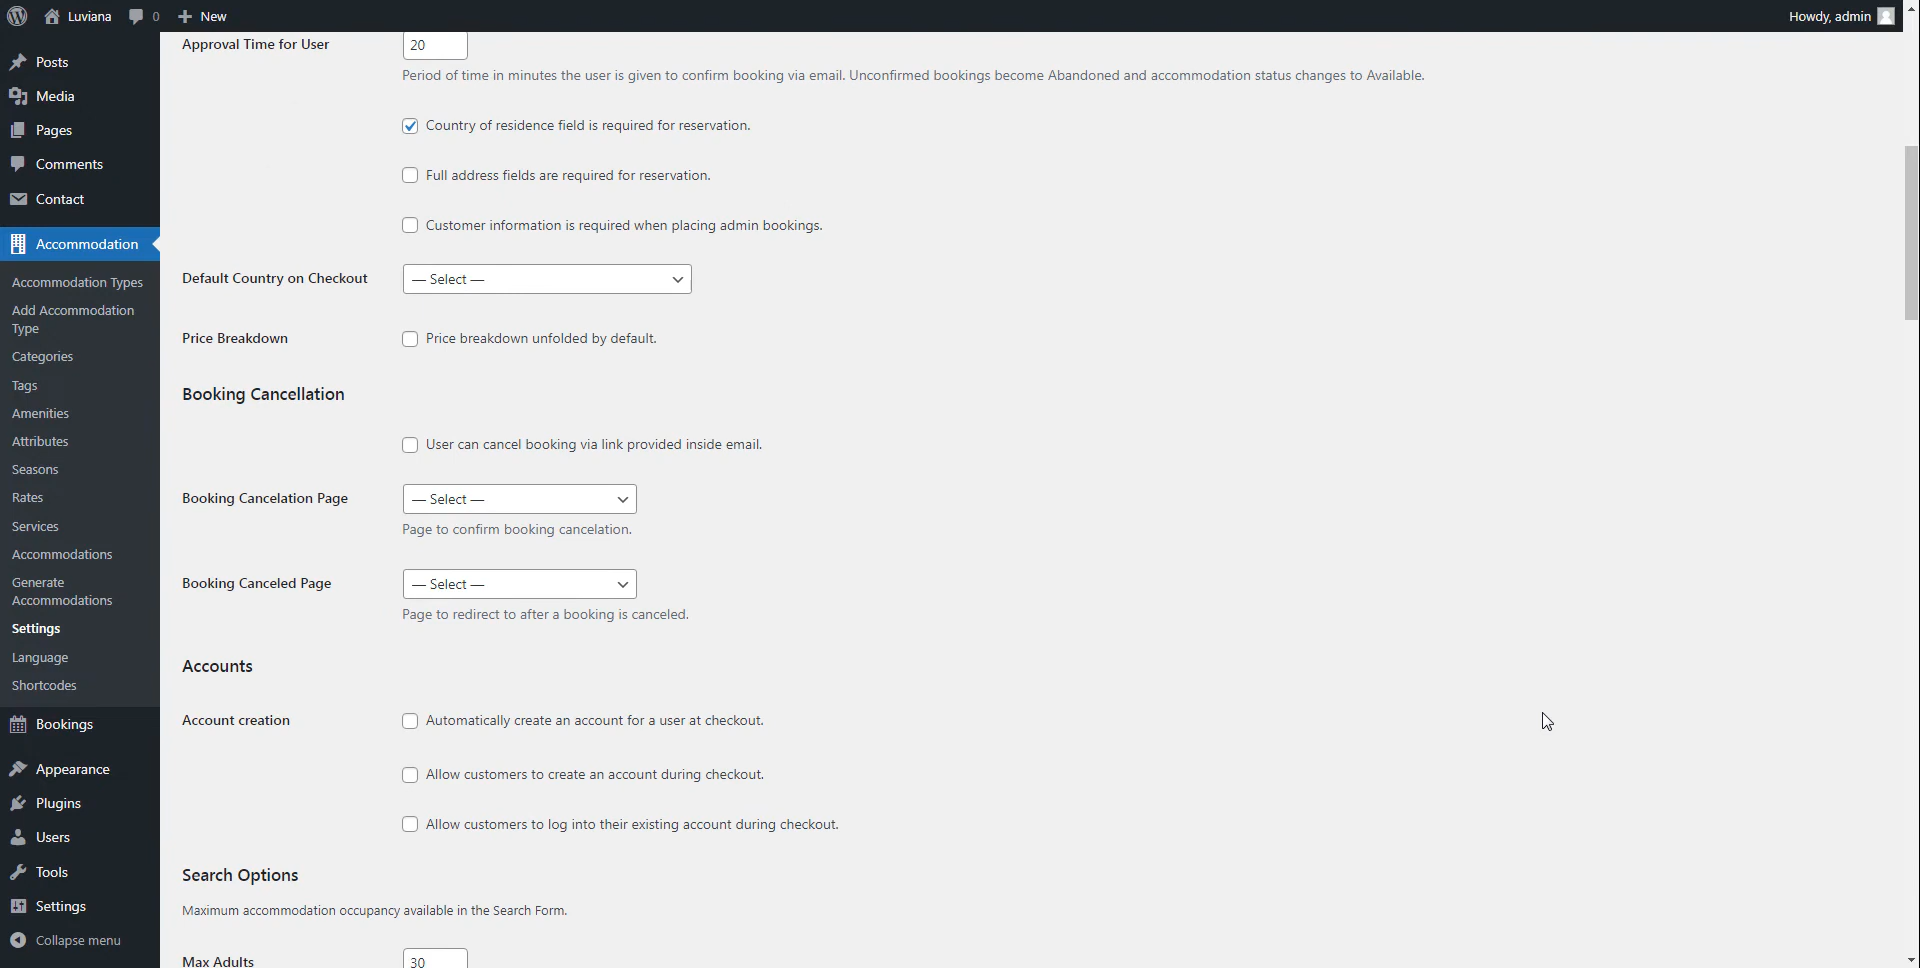 Luviana
0
New
Howdy, admin
Posts
Media
Pages
Comments
Contact
Accommodation
Accommodation Types
Add Accommodation
Type
Categories
Tags
Amenities
Attributes
Seasons
Rates
Services
Accommodations
Generate
Accommodations
Settings
Language
Shortcodes
Bookings
Appearance
Plugins
Users
Tools
Settings
Collapse menu
Approval Time for User
20
Period of time in minutes the user is given to confirm booking via email. Unconfirmed bookings become Abandoned and accommodation status changes to Available.
Country of residence field is required for reservation.
Full address fields are required for reservation.
Customer information is required when placing admin bookings.
Default Country on Checkout
— Select —
Price Breakdown
Price breakdown unfolded by default.
Booking Cancellation
User can cancel booking via link provided inside email.
Booking Cancelation Page
— Select —
Page to confirm booking cancelation.
Booking Canceled Page
— Select —
Page to redirect to after a booking is canceled.
Accounts
Account creation
Automatically create an account for a user at checkout.
Allow customers to create an account during checkout.
Allow customers to log into their existing account during checkout.
Search Options
Maximum accommodation occupancy available in the Search Form.
Max Adults
30